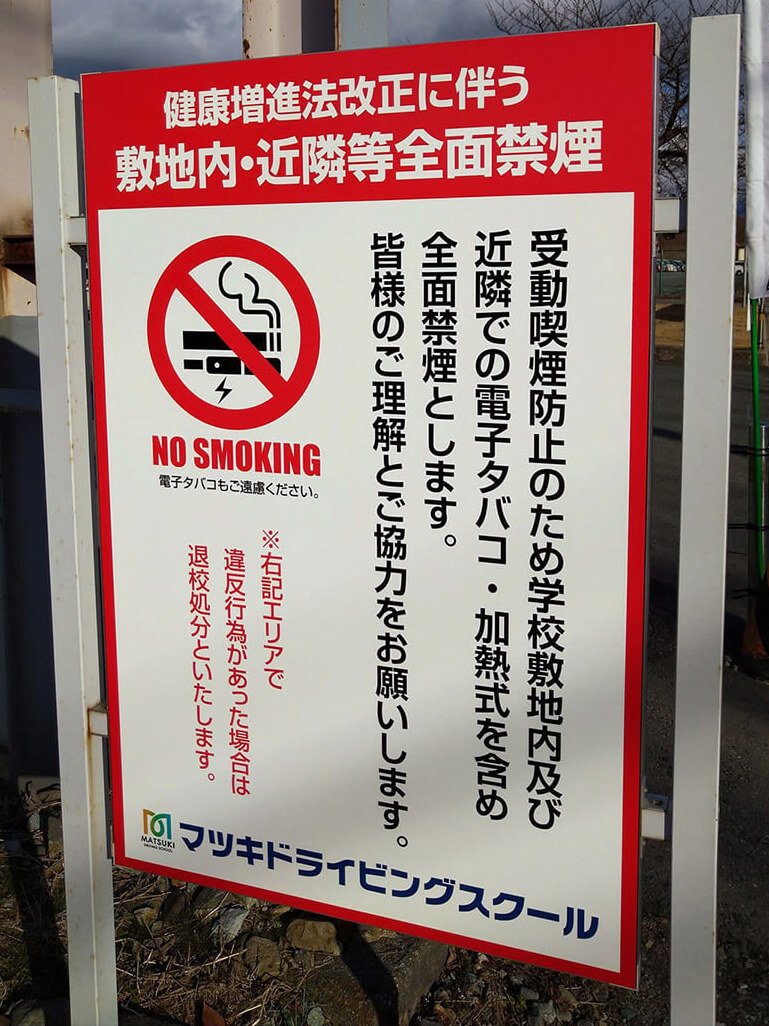 健康増進法改正に伴う
敷地内・近隣等全面禁煙
受動喫煙防止のため学校敷地内及び
近隣での電子タバコ・加熱式を含め
全面禁煙とします。
皆様のご理解とご協力をお願いします。
NO SMOKING
電子タバコもご遠慮ください。
※右記エリアで
違反行為があった場合は
退校処分といたします。
MATSUKI
DRIVING SCHOOL
マツキドライビングスクール